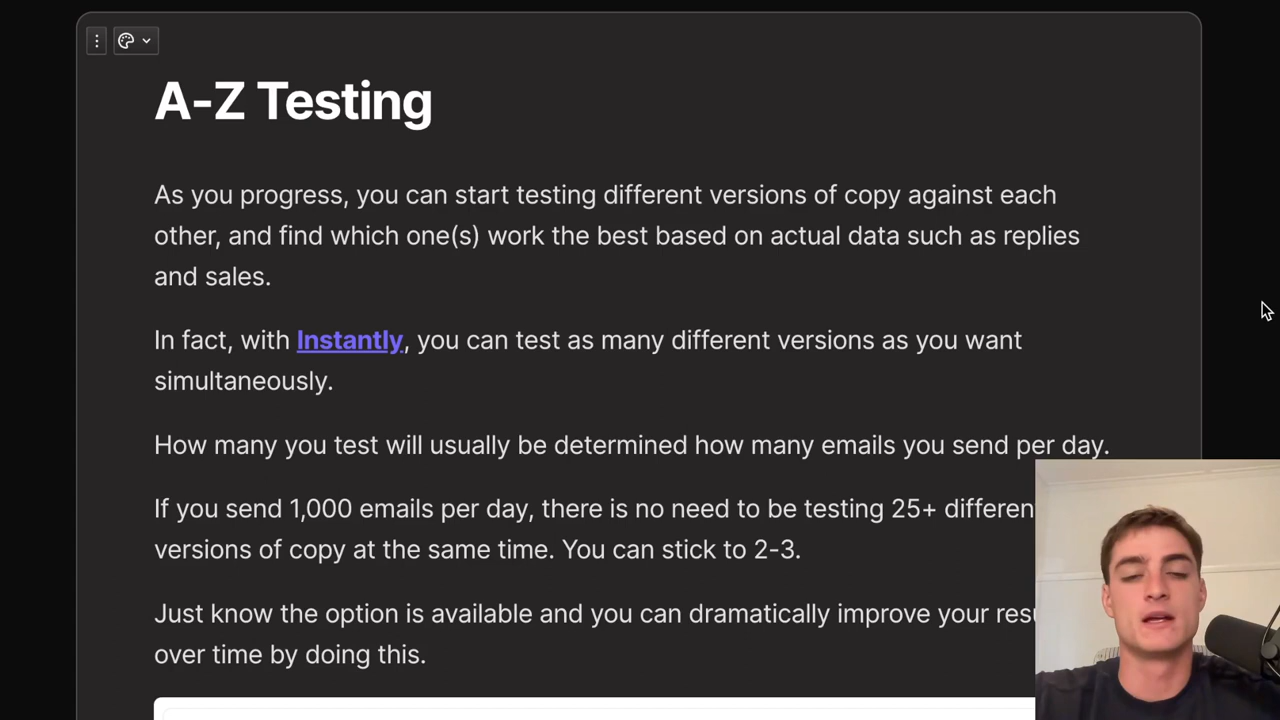 A-Z Testing
As you progress, you can start testing different versions of copy against each
other, and find which one(s) work the best based on actual data such as replies
and sales.
In fact, with Instantly, you can test as many different versions as you want
simultaneously.
How many you test will usually be determined how many emails you send per day.
If you send 1,000 emails per day, there is no need to be testing 25+
versions of copy at the same time. You can stick to 2-3.
Just know the option is available and you can dramatically improve your
over time by doing this.